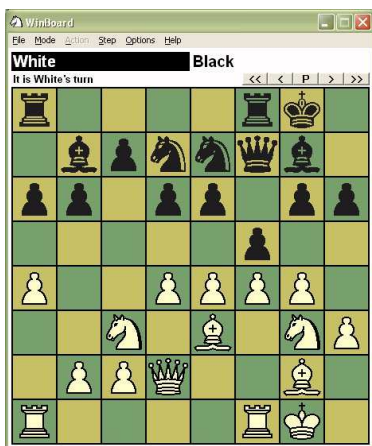 WinBoard
File Mode Action Step Options Help
White Black
It is White's turn << < P > >>